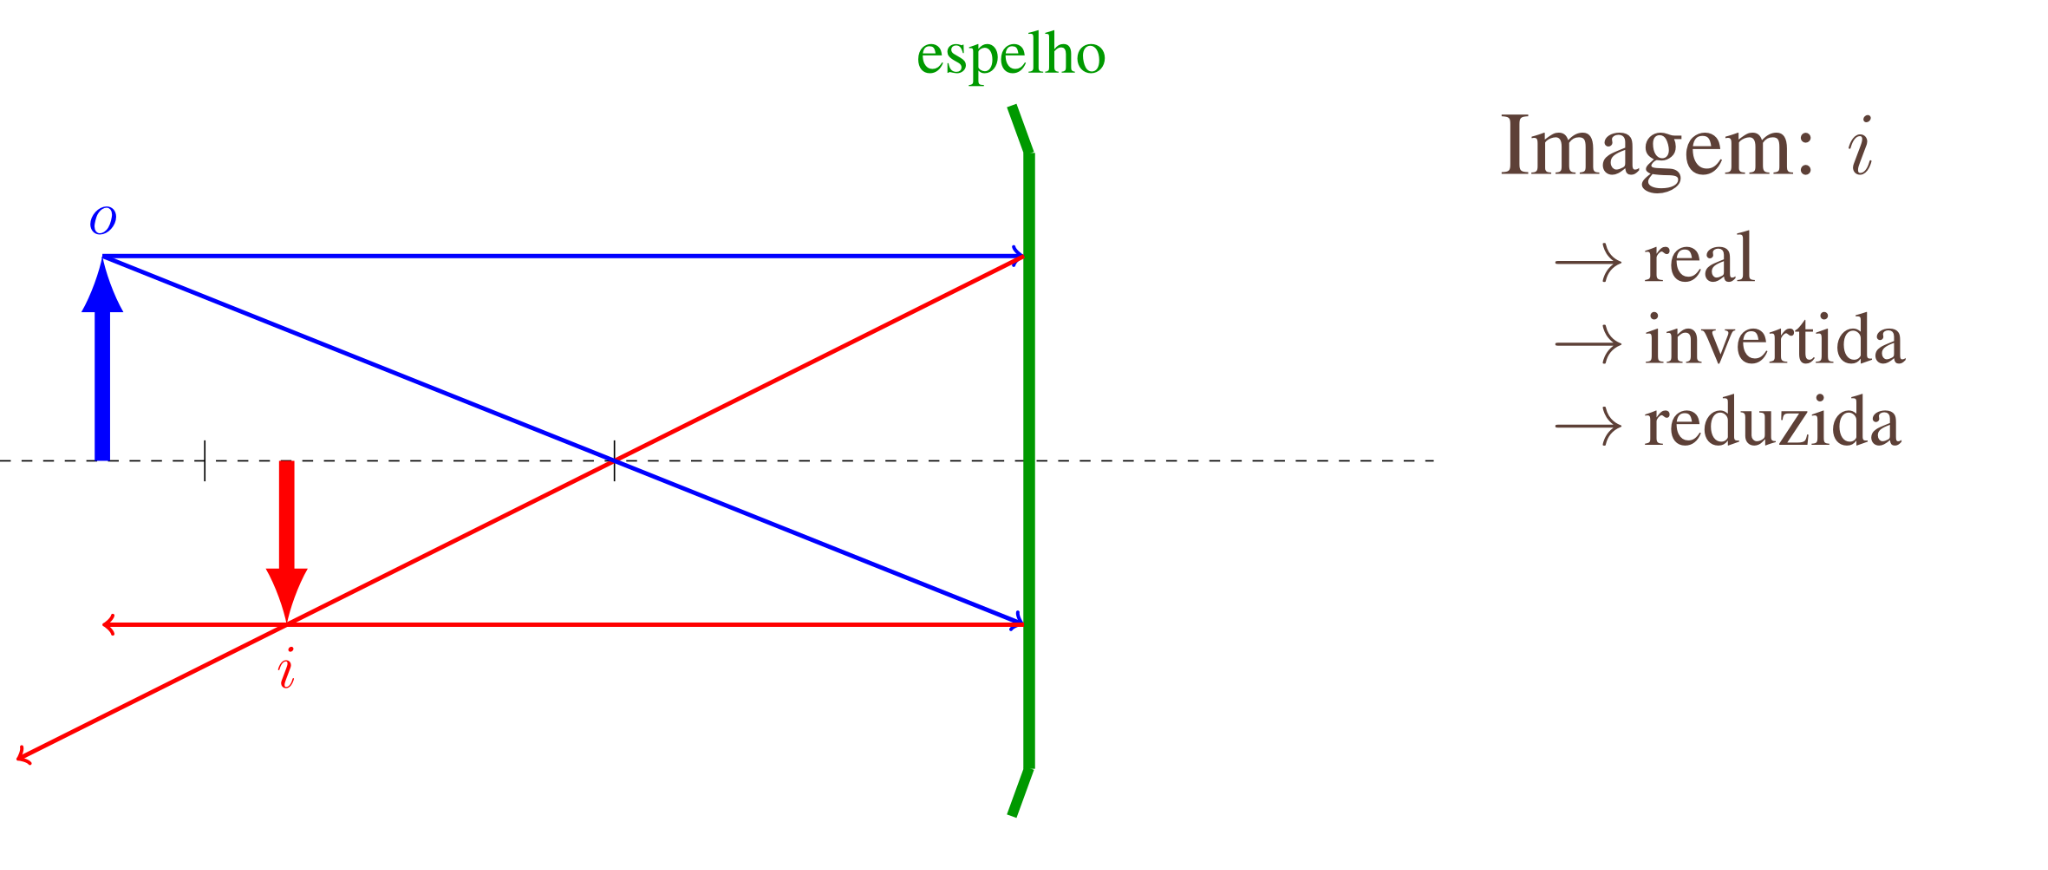 espelho
Imagem: i
o
→ real
→ invertida
→ reduzida
i